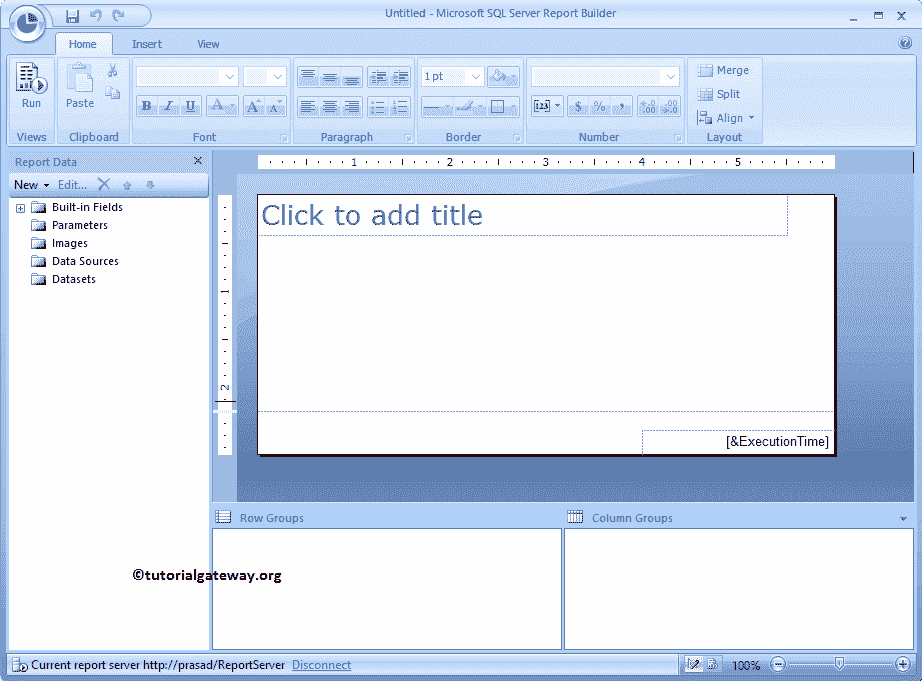 Untitled - Microsoft SQL Server Report Builder
Home Insert View
Run
Paste
B I U A A A
1 pt
[123] $ % ,
Merge
Split
Align
Views Clipboard Font Paragraph Border Number Layout
Report Data
New Edit...
1 2 3 4 5
Built-in Fields
Parameters
Images
Data Sources
Datasets
Click to add title
1
2
[&ExecutionTime]
Row Groups Column Groups
©tutorialgateway.org
Current report server http://prasad/ReportServer Disconnect 100%